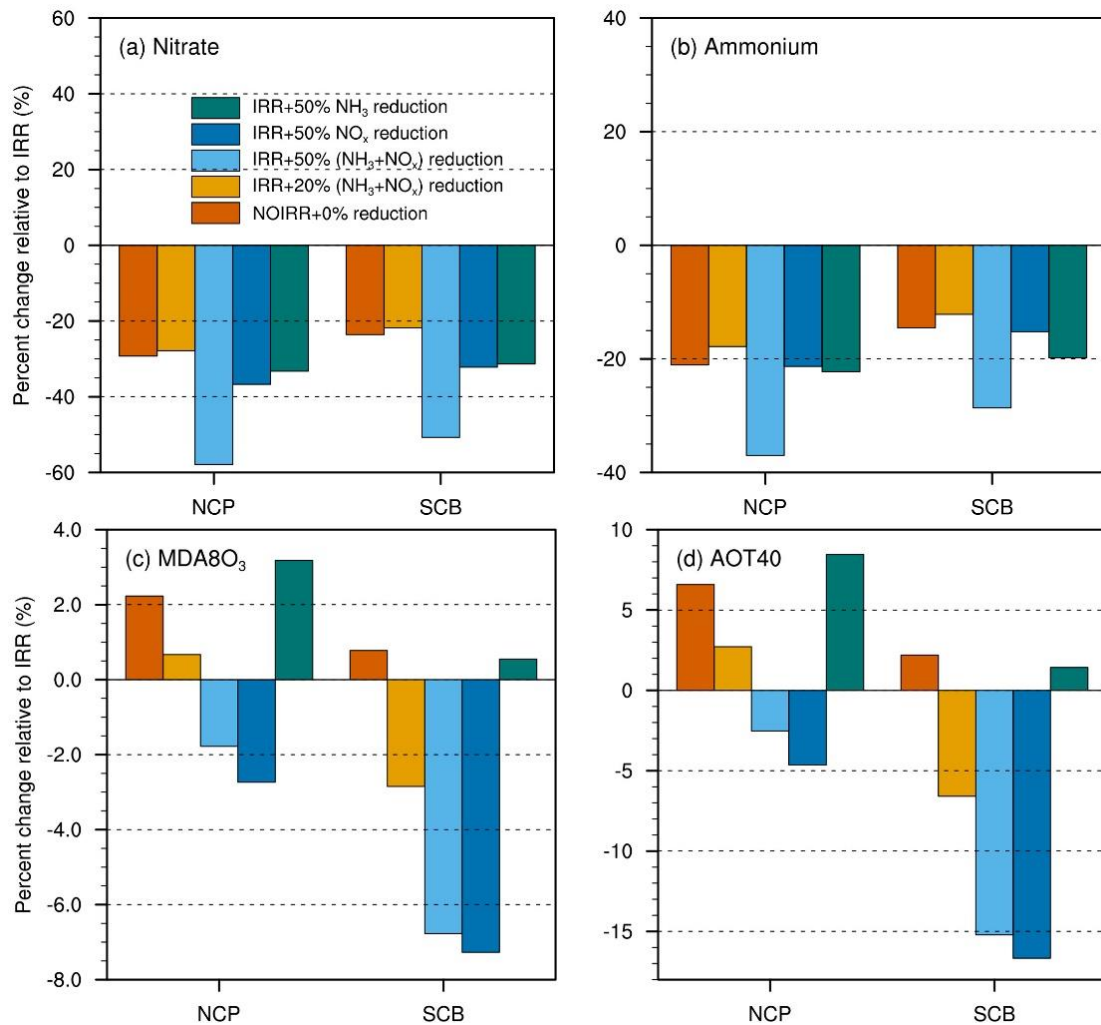 (a) Nitrate
IRR+50% NH₃ reduction
IRR+50% NOₓ reduction
IRR+50% (NH₃+NOₓ) reduction
IRR+20% (NH₃+NOₓ) reduction
NOIRR+0% reduction
Percent change relative to IRR (%)
60
40
20
0
-20
-40
-60
NCP SCB
(b) Ammonium
40
20
0
-20
-40
NCP SCB
(c) MDA8O₃
Percent change relative to IRR (%)
4.0
2.0
0.0
-2.0
-4.0
-6.0
-8.0
NCP SCB
(d) AOT40
10
5
0
-5
-10
-15
NCP SCB